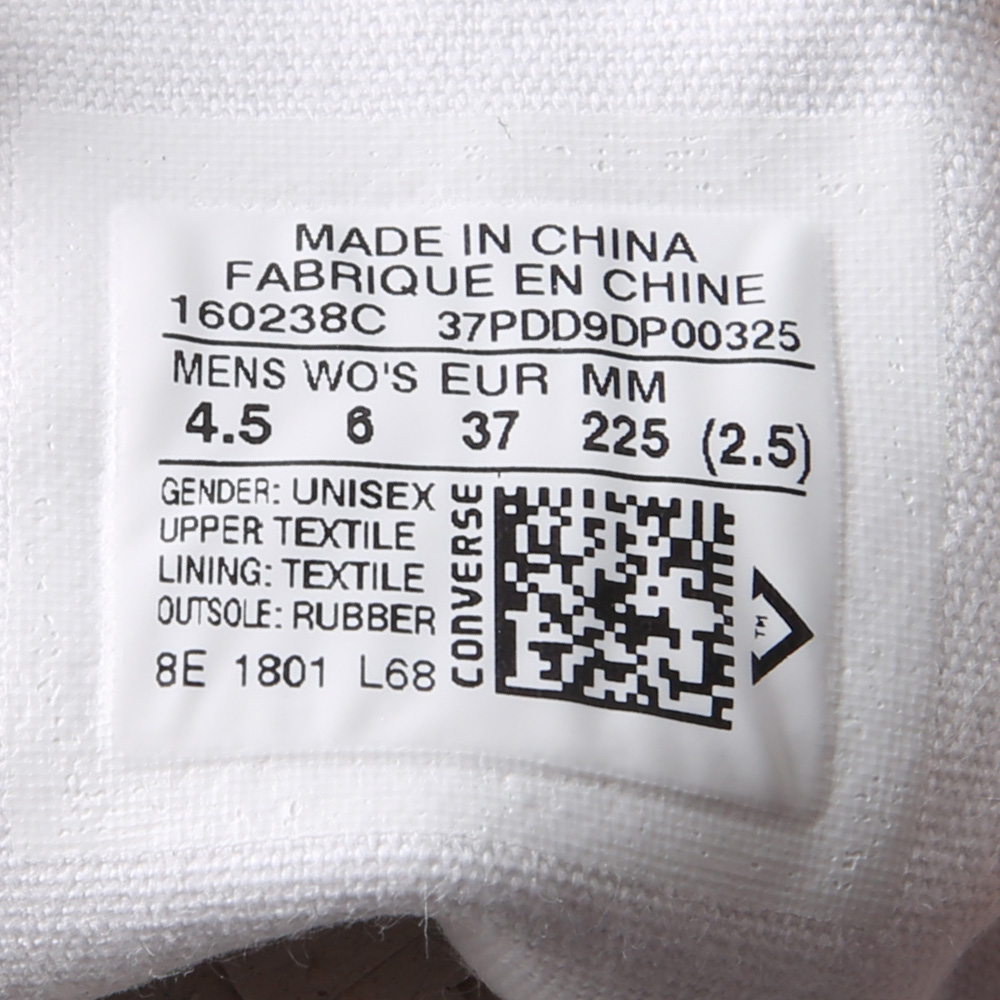 MADE IN CHINA
FABRIQUE EN CHINE
160238C 37PDD9DP00325
MENS WO'S EUR MM
4.5 6 37 225 (2.5)
GENDER: UNISEX
UPPER TEXTILE
LINING: TEXTILE
OUTSOLE: RUBBER
8E 1801 L68
CONVERSE
TM